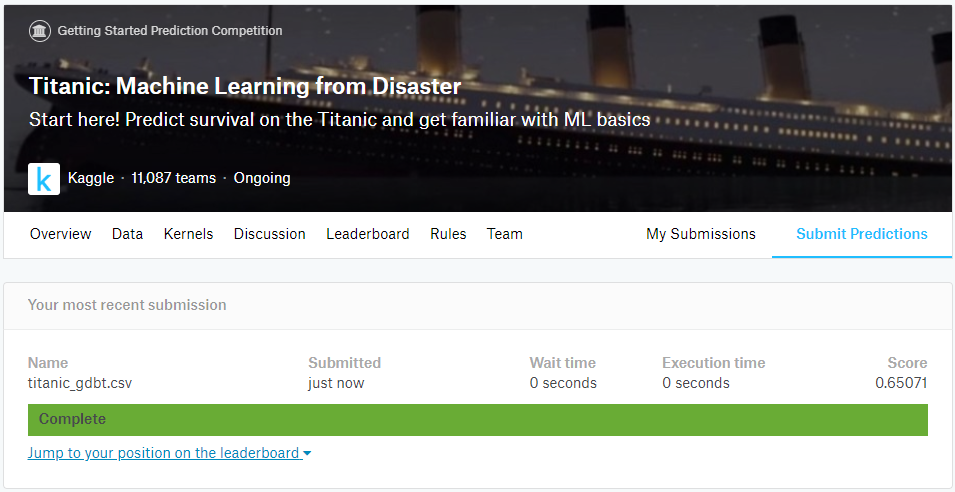 Getting Started Prediction Competition
Titanic: Machine Learning from Disaster
Start here! Predict survival on the Titanic and get familiar with ML basics
k Kaggle · 11,087 teams · Ongoing
Overview Data Kernels Discussion Leaderboard Rules Team My Submissions Submit Predictions
Your most recent submission
Name Submitted Wait time Execution time Score
titanic_gdbt.csv just now 0 seconds 0 seconds 0.65071
Complete
Jump to your position on the leaderboard